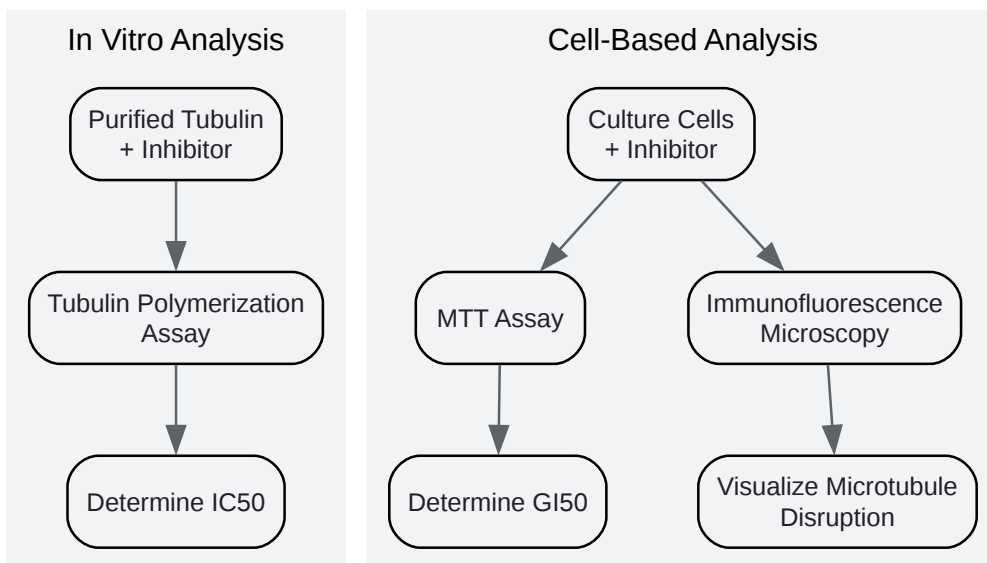 In Vitro Analysis
Purified Tubulin
+ Inhibitor
Tubulin Polymerization
Assay
Determine IC50
Cell-Based Analysis
Culture Cells
+ Inhibitor
MTT Assay
Immunofluorescence
Microscopy
Determine GI50
Visualize Microtubule
Disruption